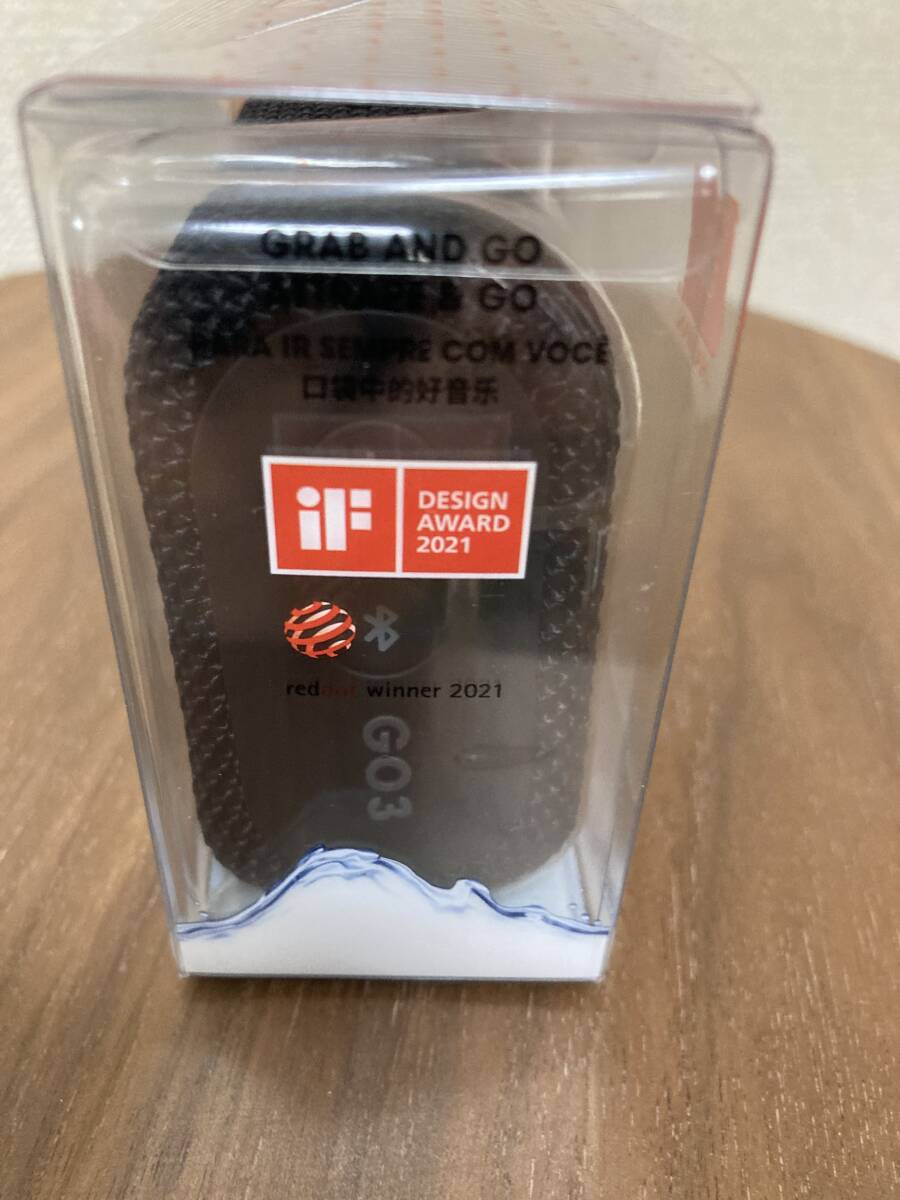 GRAB AND GO
ATTRAPE & GO
PARA IR SEMPRE COM VOCÊ
口袋中的好音乐
iF
DESIGN
AWARD
2021
reddot winner 2021
GO3